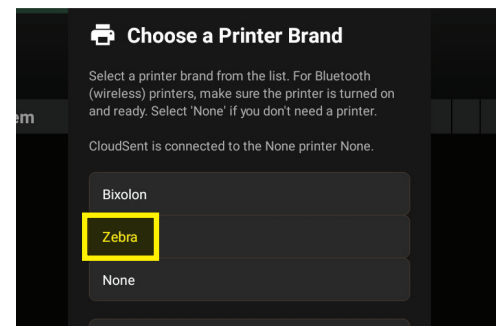 Choose a Printer Brand
Select a printer brand from the list. For Bluetooth
(wireless) printers, make sure the printer is turned on
and ready. Select 'None' if you don't need a printer.
em
CloudSent is connected to the None printer None.
Bixolon
Zebra
None